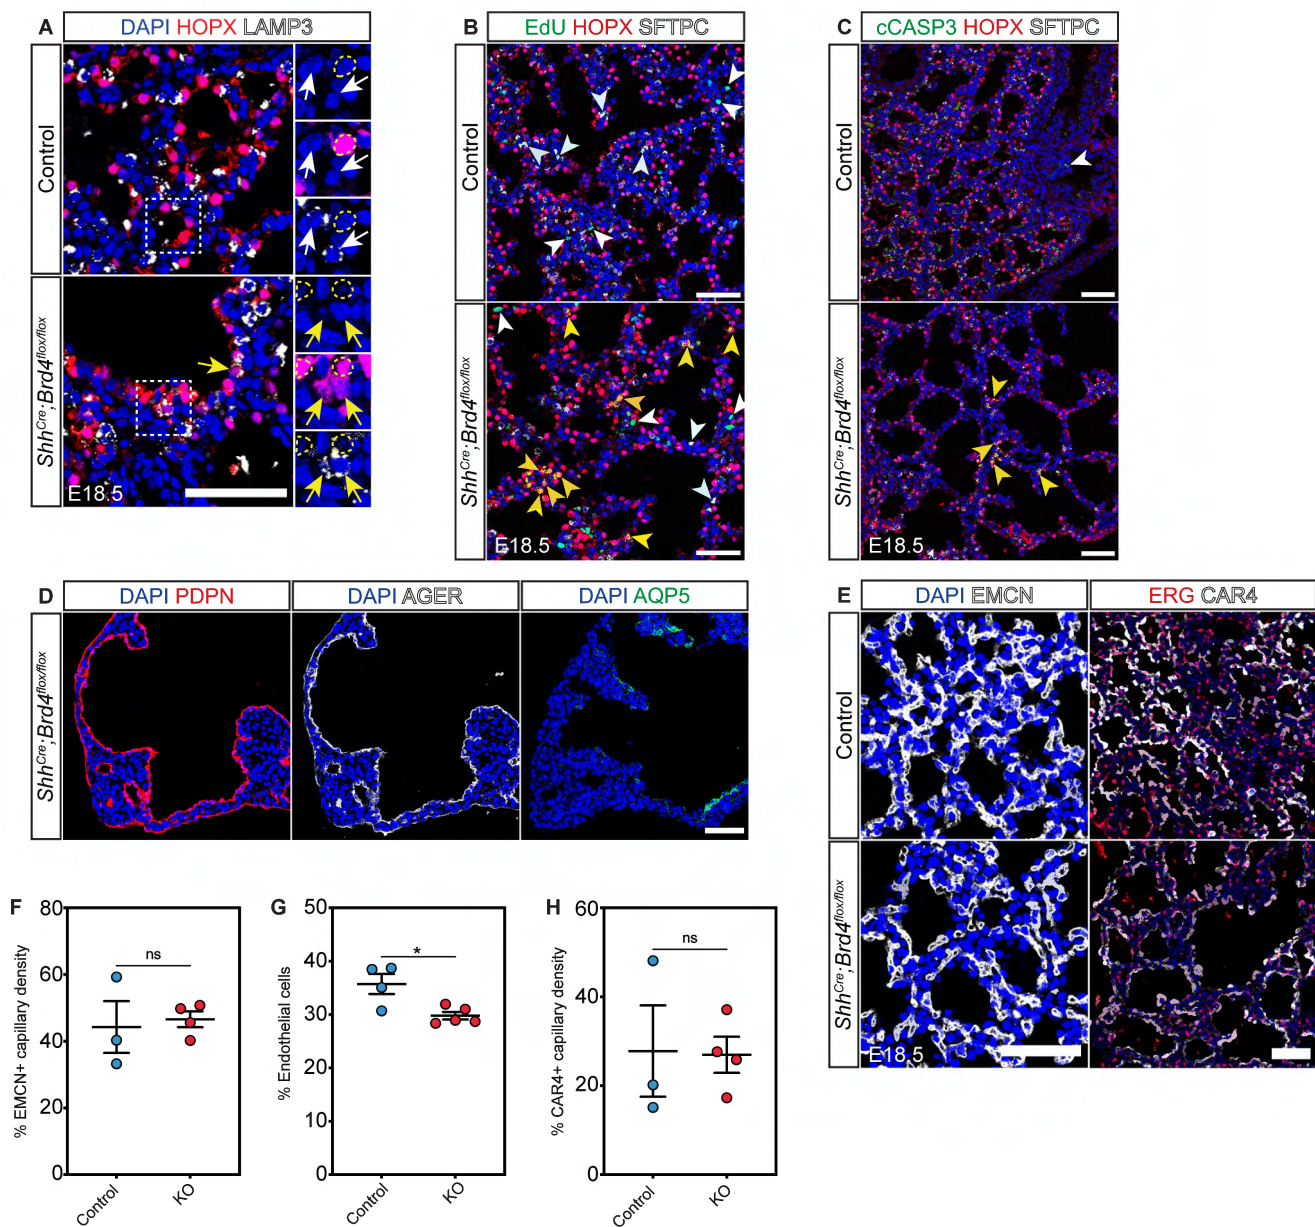 A
DAPI HOPX LAMP3
Control
Shh^Cre;Brd4^flox/flox
E18.5
B
EdU HOPX SFTPC
Control
Shh^Cre;Brd4^flox/flox
E18.5
C
cCASP3 HOPX SFTPC
Control
Shh^Cre;Brd4^flox/flox
E18.5
D
DAPI PDPN
DAPI AGER
DAPI AQP5
Shh^Cre;Brd4^flox/flox
E
DAPI EMCN
ERG CAR4
Control
Shh^Cre;Brd4^flox/flox
E18.5
F
% EMCN+ capillary density
80
60
40
20
0
ns
Control
KO
G
% Endothelial cells
50
40
30
20
10
0
*
Control
KO
H
% CAR4+ capillary density
60
40
20
0
ns
Control
KO